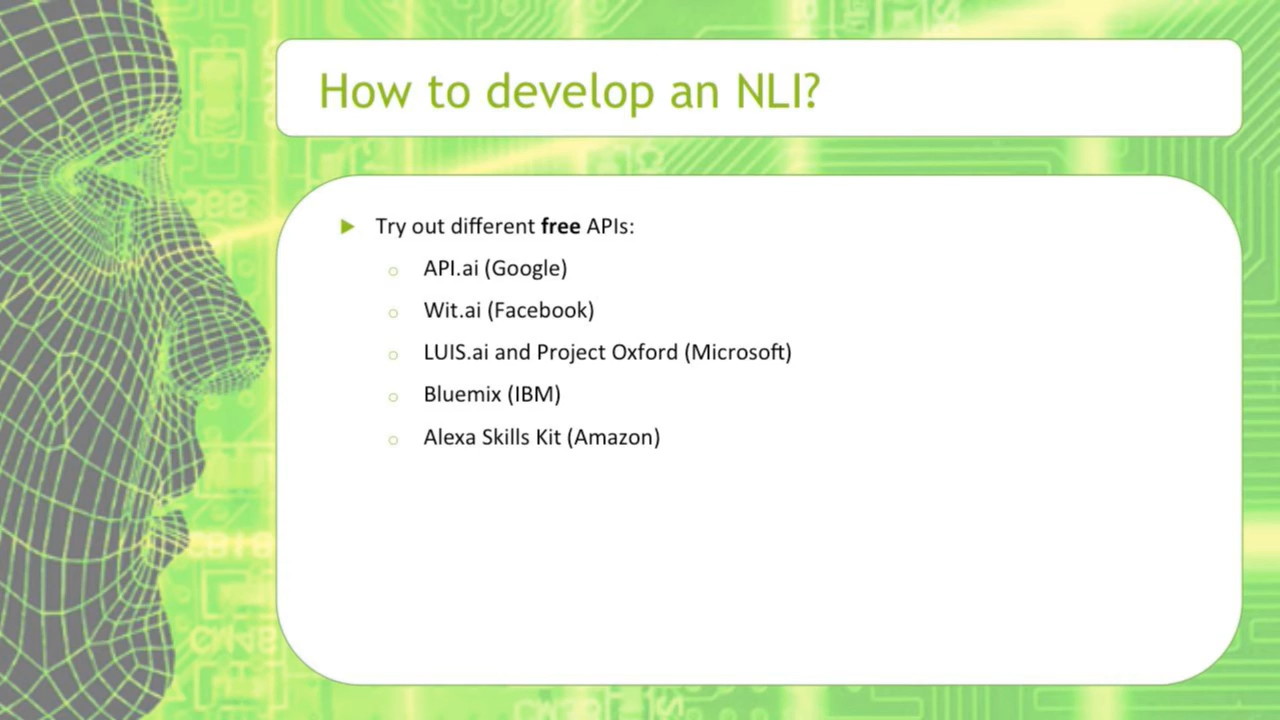 How to develop an NLI?
Try out different free APIs:
API.ai (Google)
Wit.ai (Facebook)
LUIS.ai and Project Oxford (Microsoft)
Bluemix (IBM)
Alexa Skills Kit (Amazon)